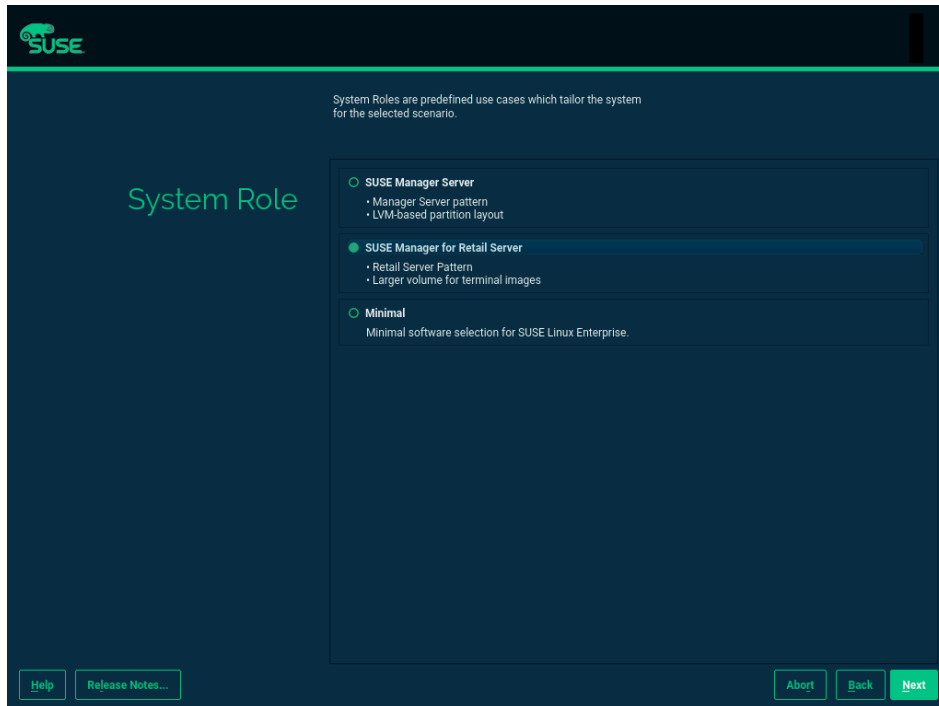 SUSE
System Roles are predefined use cases which tailor the system
for the selected scenario.
System Role
SUSE Manager Server
• Manager Server pattern
• LVM-based partition layout
SUSE Manager for Retail Server
• Retail Server Pattern
• Larger volume for terminal images
Minimal
Minimal software selection for SUSE Linux Enterprise.
Help
Release Notes...
Abort
Back
Next